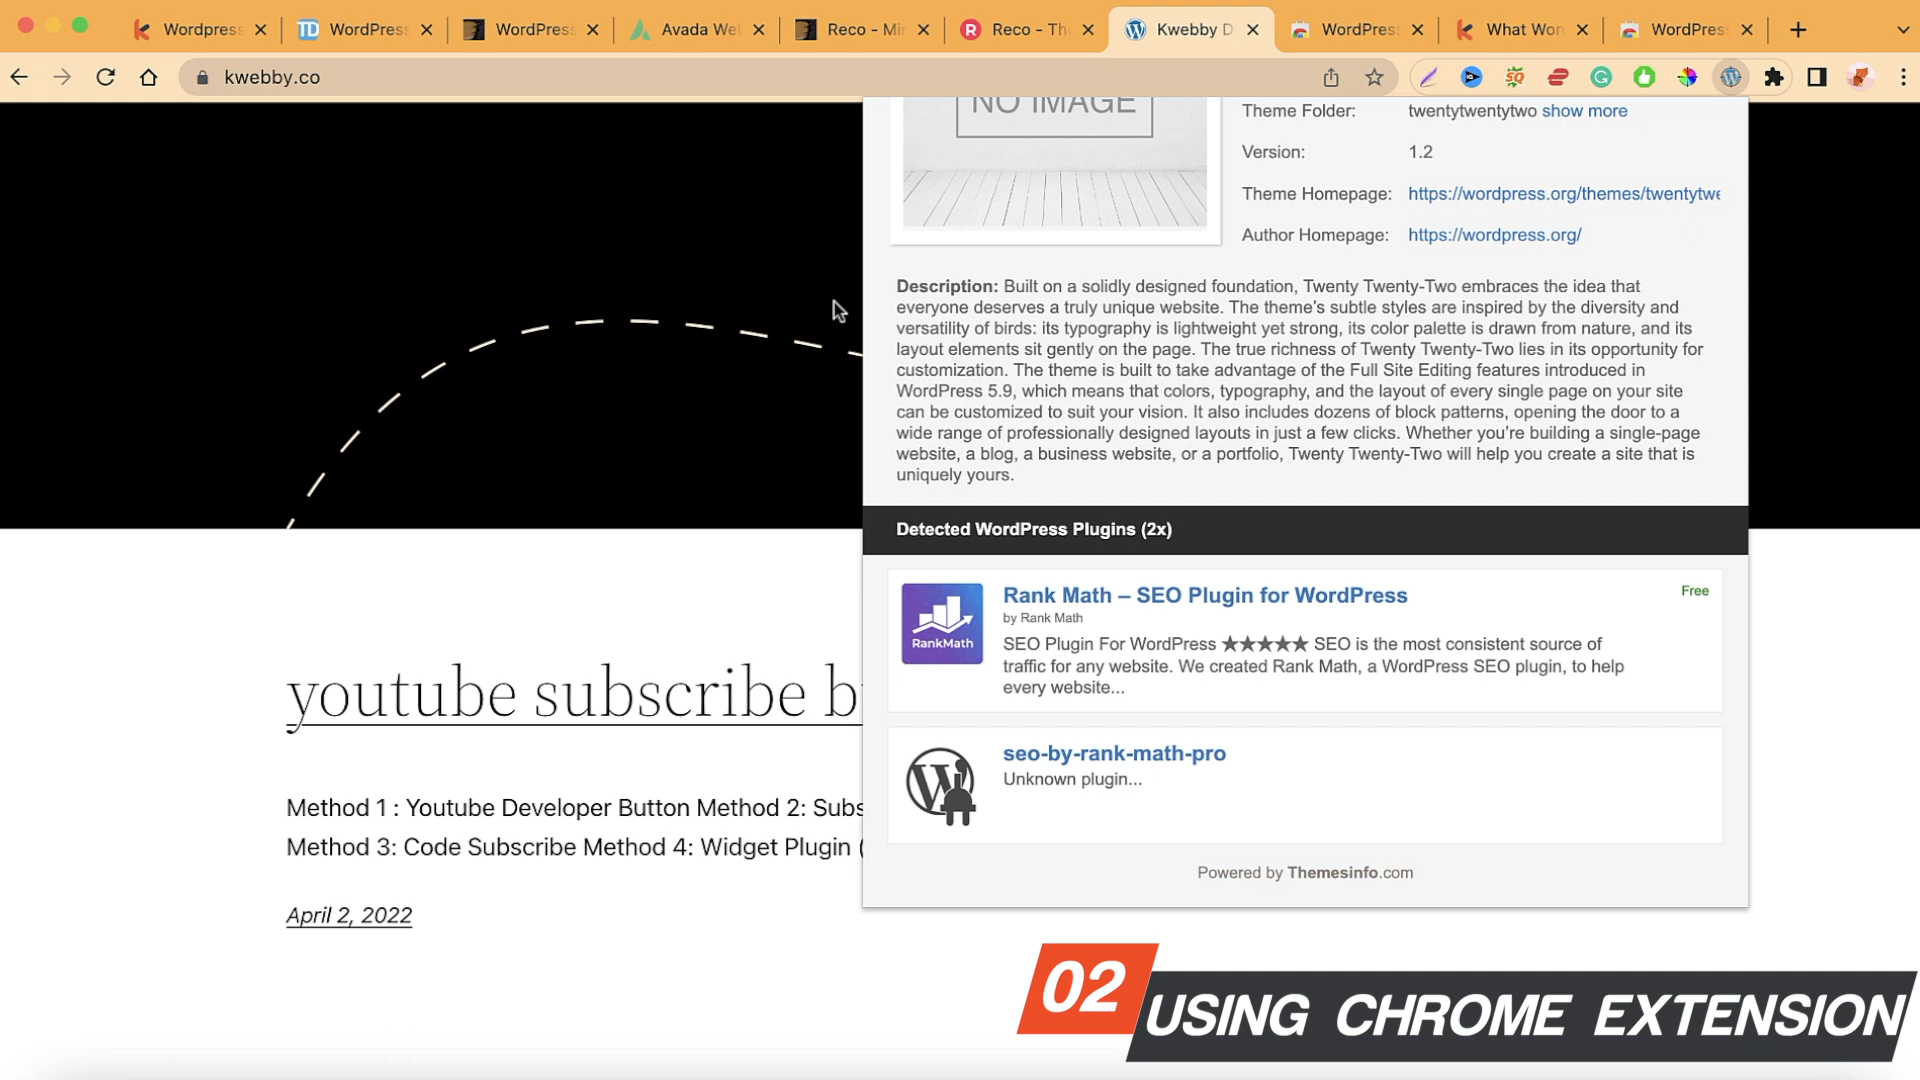 Wordpress
WordPress
WordPress
Avada We
Reco - Mi
Reco - Th
Kwebby D
WordPress
What Wor
WordPress
kwebby.co
NO IMAGE
Theme Folder: twentytwentytwo show more
Version: 1.2
Theme Homepage: https://wordpress.org/themes/twentytwe
Author Homepage: https://wordpress.org/
Description: Built on a solidly designed foundation, Twenty Twenty-Two embraces the idea that
everyone deserves a truly unique website. The theme's subtle styles are inspired by the diversity and
versatility of birds: its typography is lightweight yet strong, its color palette is drawn from nature, and its
layout elements sit gently on the page. The true richness of Twenty Twenty-Two lies in its opportunity for
customization. The theme is built to take advantage of the Full Site Editing features introduced in
WordPress 5.9, which means that colors, typography, and the layout of every single page on your site
can be customized to suit your vision. It also includes dozens of block patterns, opening the door to a
wide range of professionally designed layouts in just a few clicks. Whether you're building a single-page
website, a blog, a business website, or a portfolio, Twenty Twenty-Two will help you create a site that is
uniquely yours.
Detected WordPress Plugins (2x)
RankMath
Rank Math – SEO Plugin for WordPress
Free
by Rank Math
SEO Plugin For WordPress ★★★★★ SEO is the most consistent source of
traffic for any website. We created Rank Math, a WordPress SEO plugin, to help
every website...
seo-by-rank-math-pro
Unknown plugin...
Powered by Themesinfo.com
youtube subscribe b
Method 1 : Youtube Developer Button Method 2: Subs
Method 3: Code Subscribe Method 4: Widget Plugin (
April 2, 2022
02
USING CHROME EXTENSION